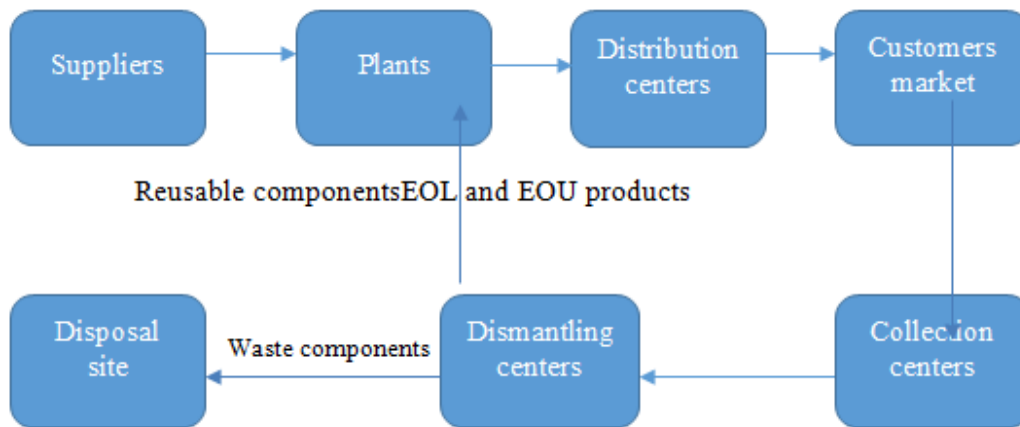 Suppliers
Plants
Distribution
centers
Customers
market
Reusable componentsEOL and EOU products
Disposal
site
Waste components
Dismantling
centers
Collection
centers